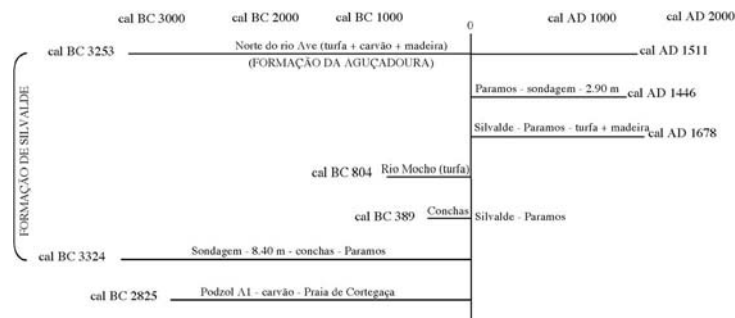 cal BC 3000 cal BC 2000 cal BC 1000 0 cal AD 1000 cal AD 2000
cal BC 3253 Norte do rio Ave (turfa + carvão + madeira) cal AD 1511
(FORMAÇÃO DA AGUÇADOURA)
Paramos - sondagem - 2.90 m cal AD 1446
Silvalde - Paramos - turfa + madeira cal AD 1678
FORMAÇÃO DE SILVALDE
cal BC 804 Rio Mocho (turfa)
cal BC 389 Conchas Silvalde - Paramos
cal BC 3324 Sondagem - 8.40 m - conchas - Paramos
cal BC 2825 Podzol A1 - carvão - Praia de Cortegaça